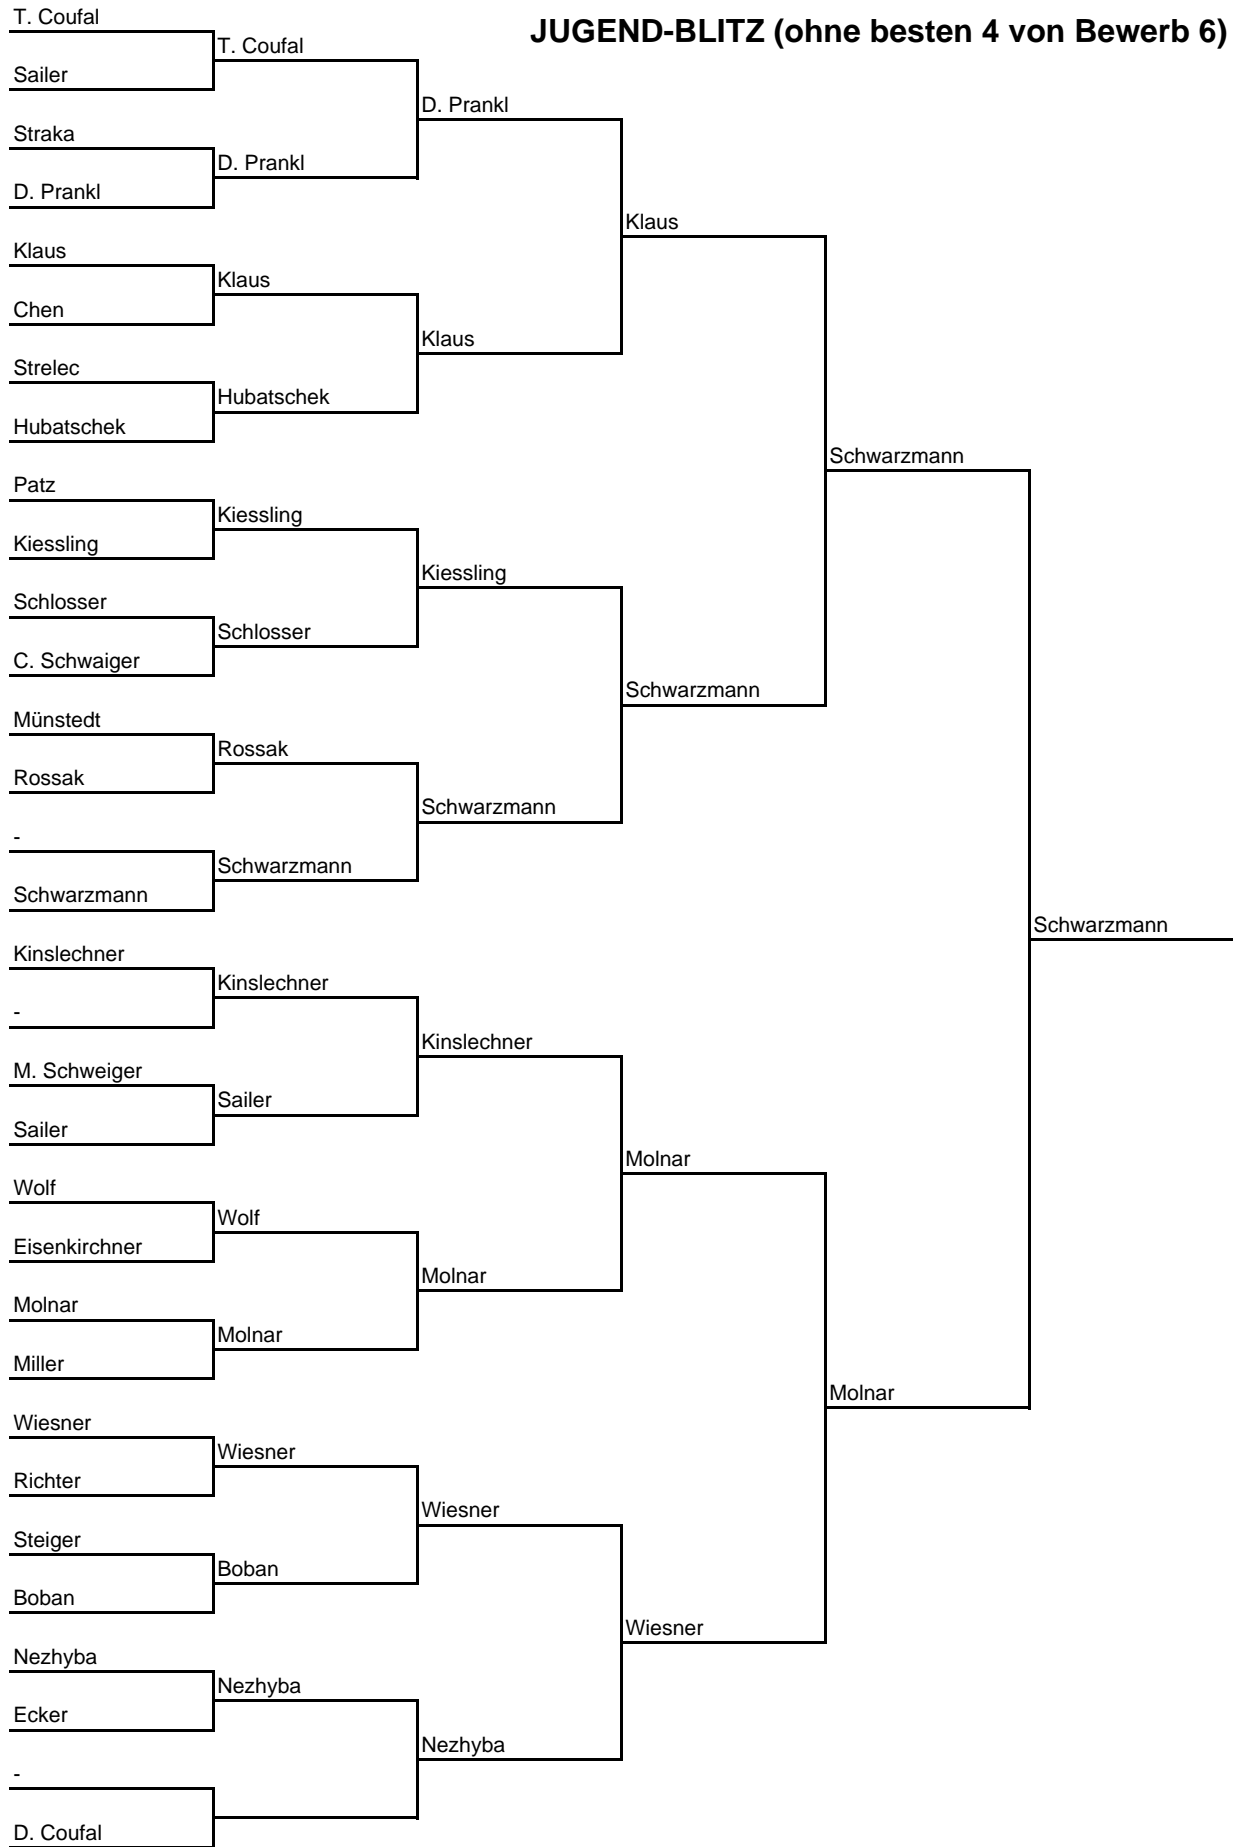 JUGEND-BLITZ (ohne besten 4 von Bewerb 6)
T. Coufal
Sailer
Straka
D. Prankl
Klaus
Chen
Strelec
Hubatschek
Patz
Kiessling
Schlosser
C. Schwaiger
Münstedt
Rossak
-
Schwarzmann
Kinslechner
-
M. Schweiger
Sailer
Wolf
Eisenkirchner
Molnar
Miller
Wiesner
Richter
Steiger
Boban
Nezhyba
Ecker
-
D. Coufal
T. Coufal
D. Prankl
Klaus
Hubatschek
Kiessling
Schlosser
Rossak
Schwarzmann
Kinslechner
Sailer
Wolf
Molnar
Wiesner
Boban
Nezhyba
D. Prankl
Klaus
Kiessling
Schwarzmann
Kinslechner
Molnar
Wiesner
Nezhyba
Klaus
Schwarzmann
Molnar
Wiesner
Schwarzmann
Molnar
Schwarzmann